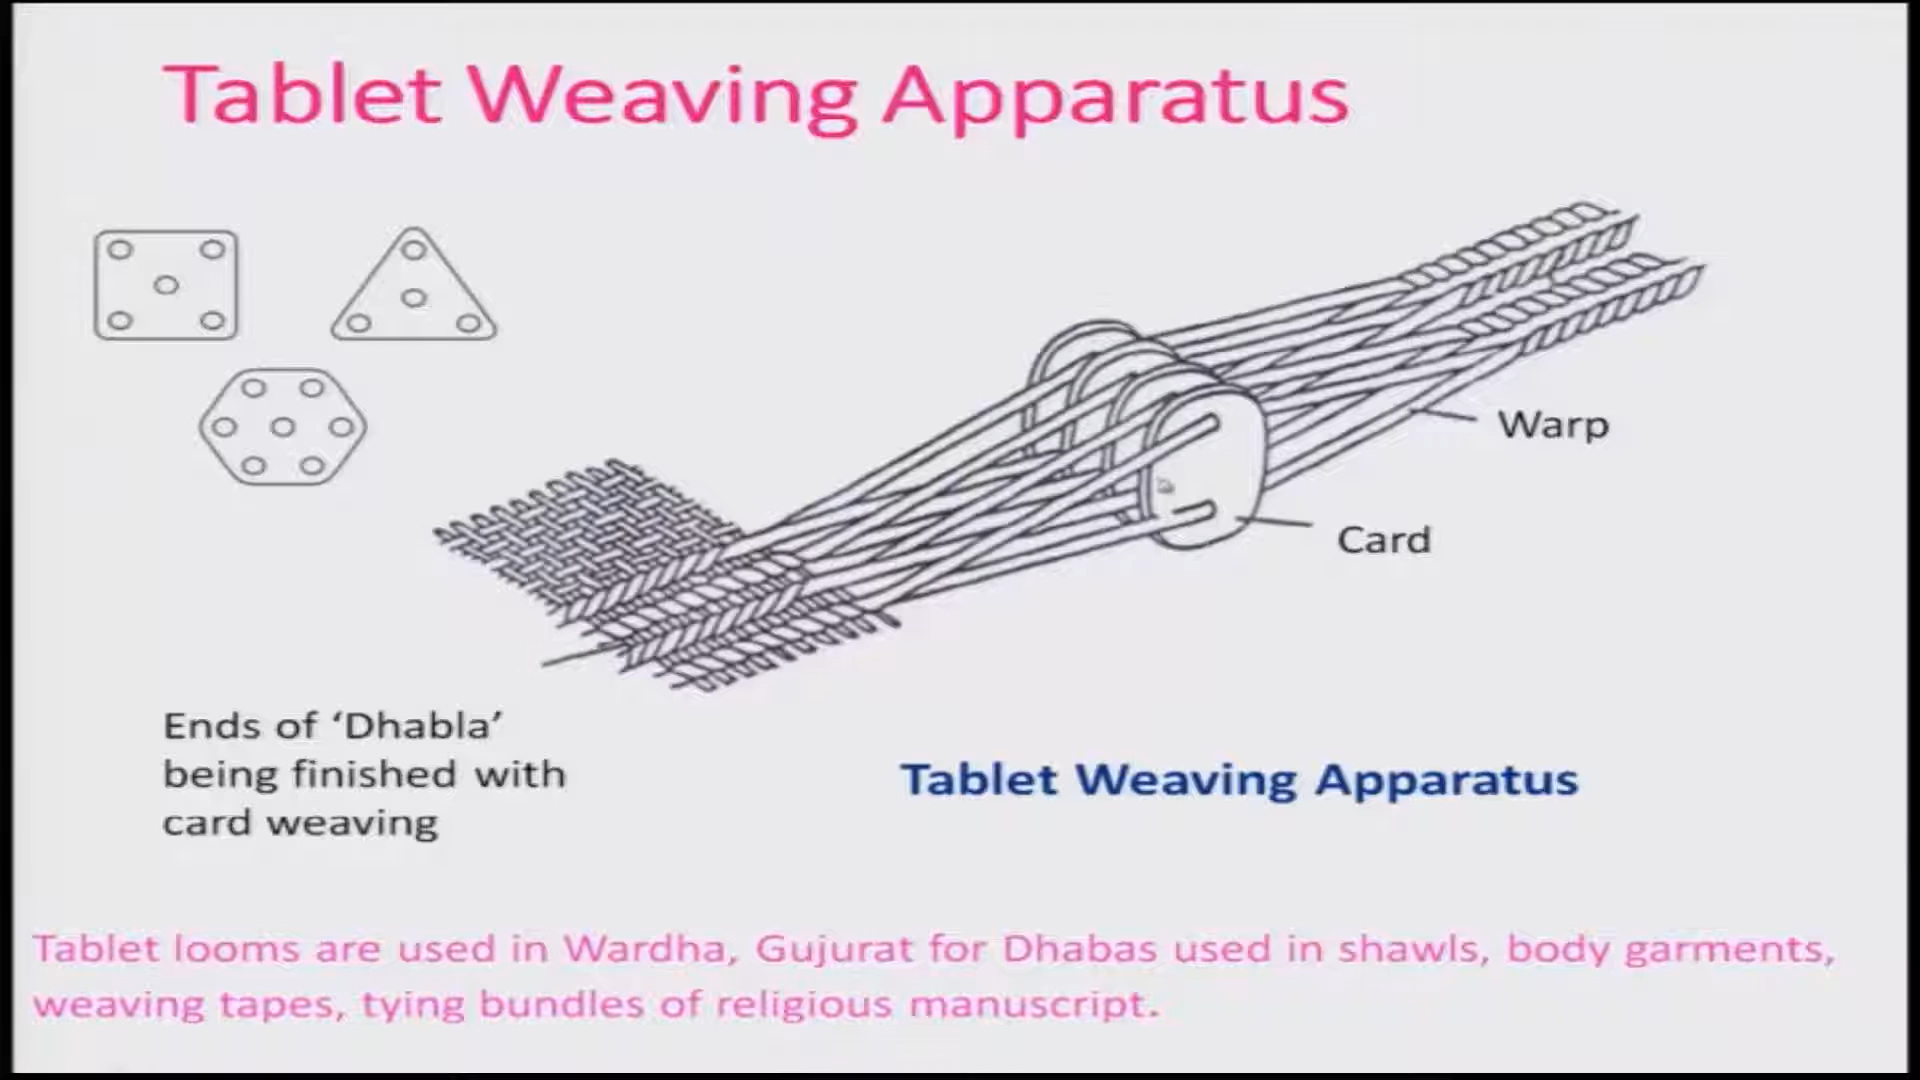 Tablet Weaving Apparatus
Warp
Card
Ends of ‘Dhabla’
being finished with
card weaving
Tablet Weaving Apparatus
Tablet looms are used in Wardha, Gujurat for Dhabas used in shawls, body garments,
weaving tapes, tying bundles of religious manuscript.